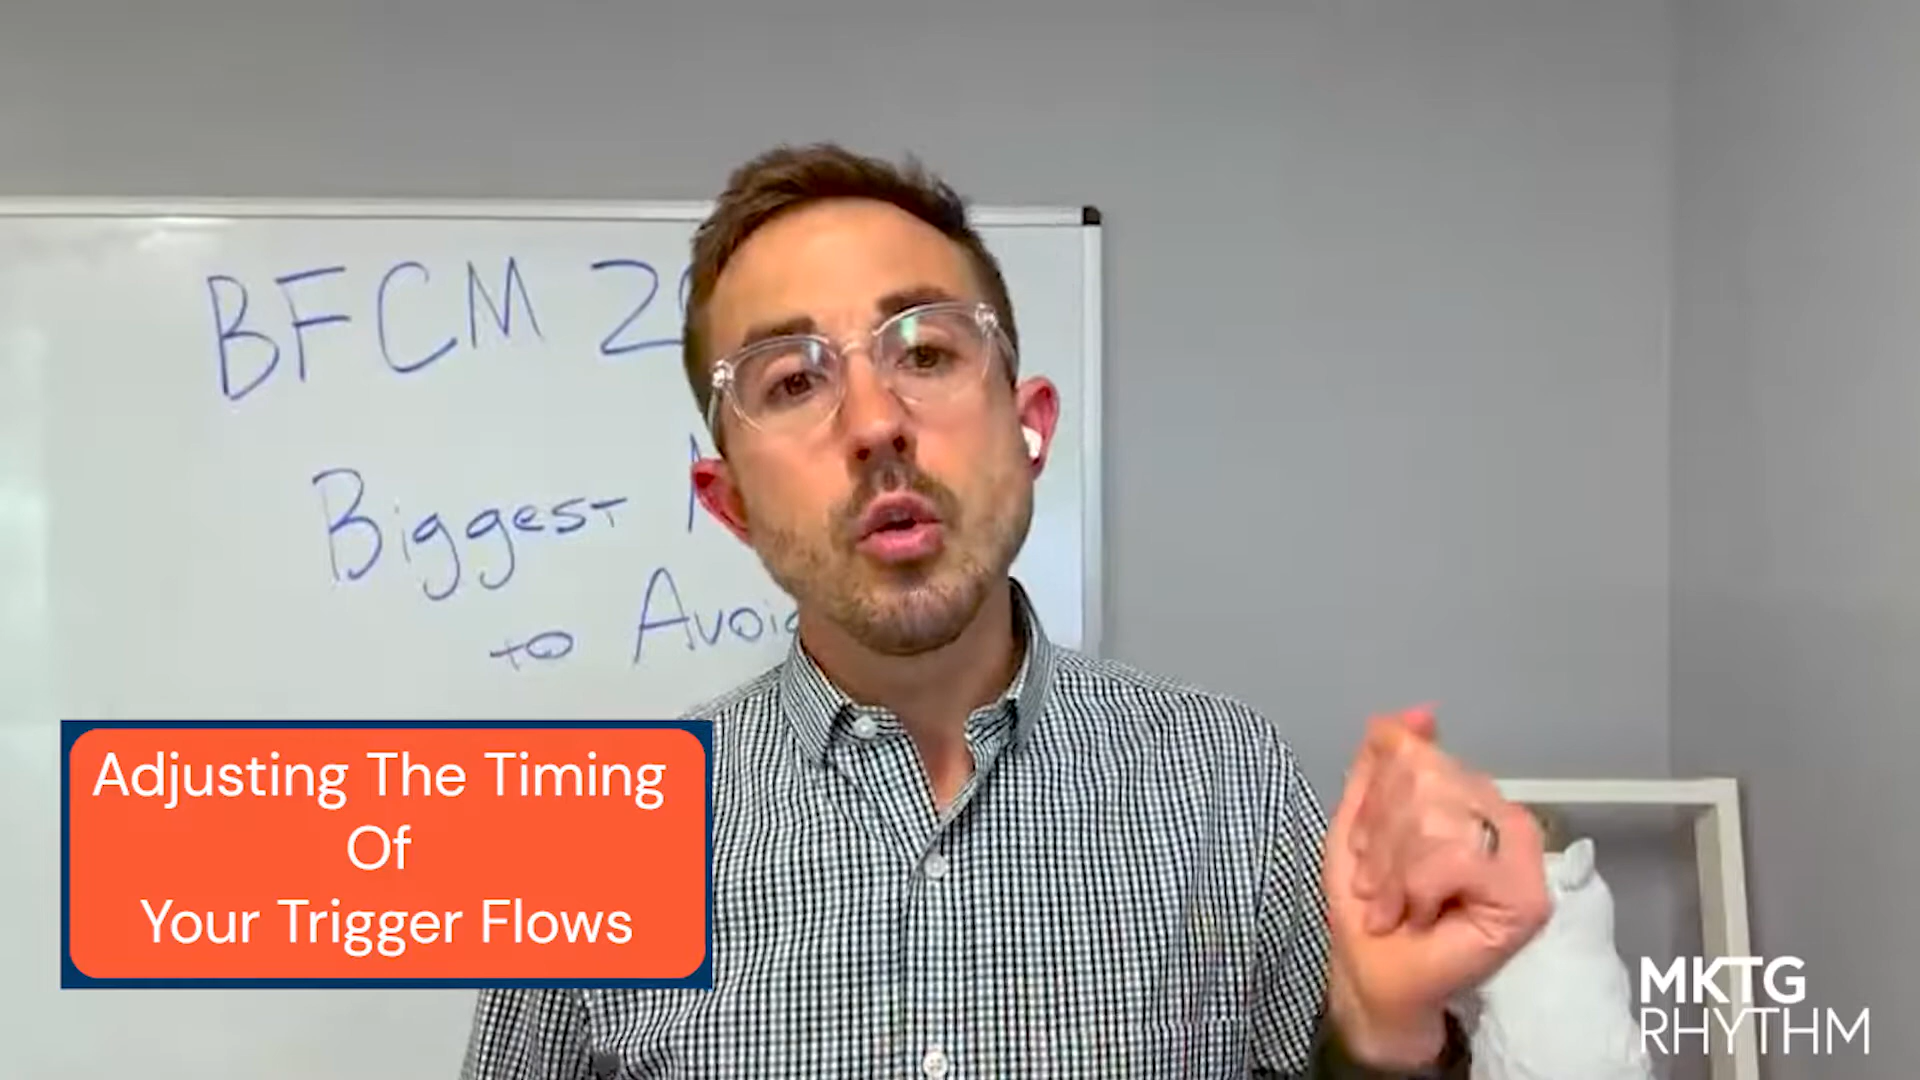 BFCM
Biggest
to
Adjusting The Timing
Of
Your Trigger Flows
MKTG
RHYTHM